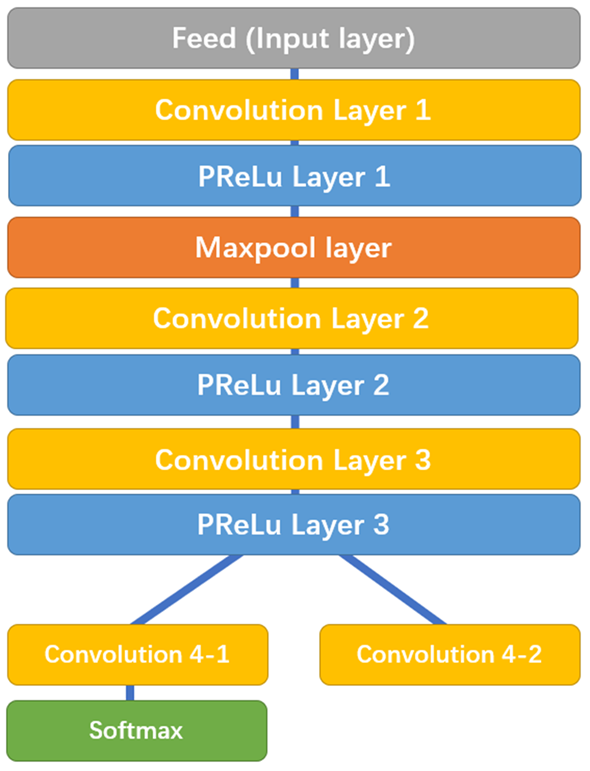 Feed (Input layer)
Convolution Layer 1
PReLu Layer 1
Maxpool layer
Convolution Layer 2
PReLu Layer 2
Convolution Layer 3
PReLu Layer 3
Convolution 4-1
Convolution 4-2
Softmax